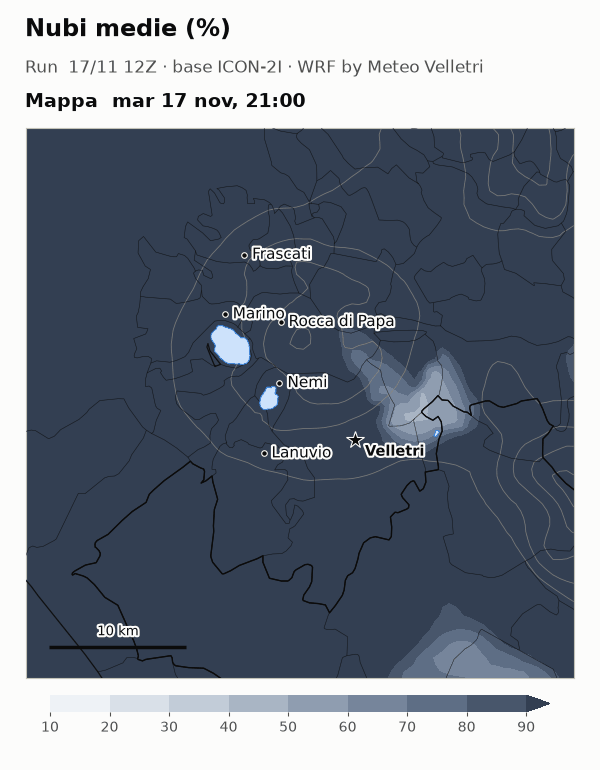 Nubi medie (%)
Run  17/11 12Z · base ICON-2I · WRF by Meteo Velletri
Mappa  mar 17 nov, 21:00
Frascati
Marino
Rocca di Papa
Nemi
Velletri
Lanuvio
10 km
10 20 30 40 50 60 70 80 90